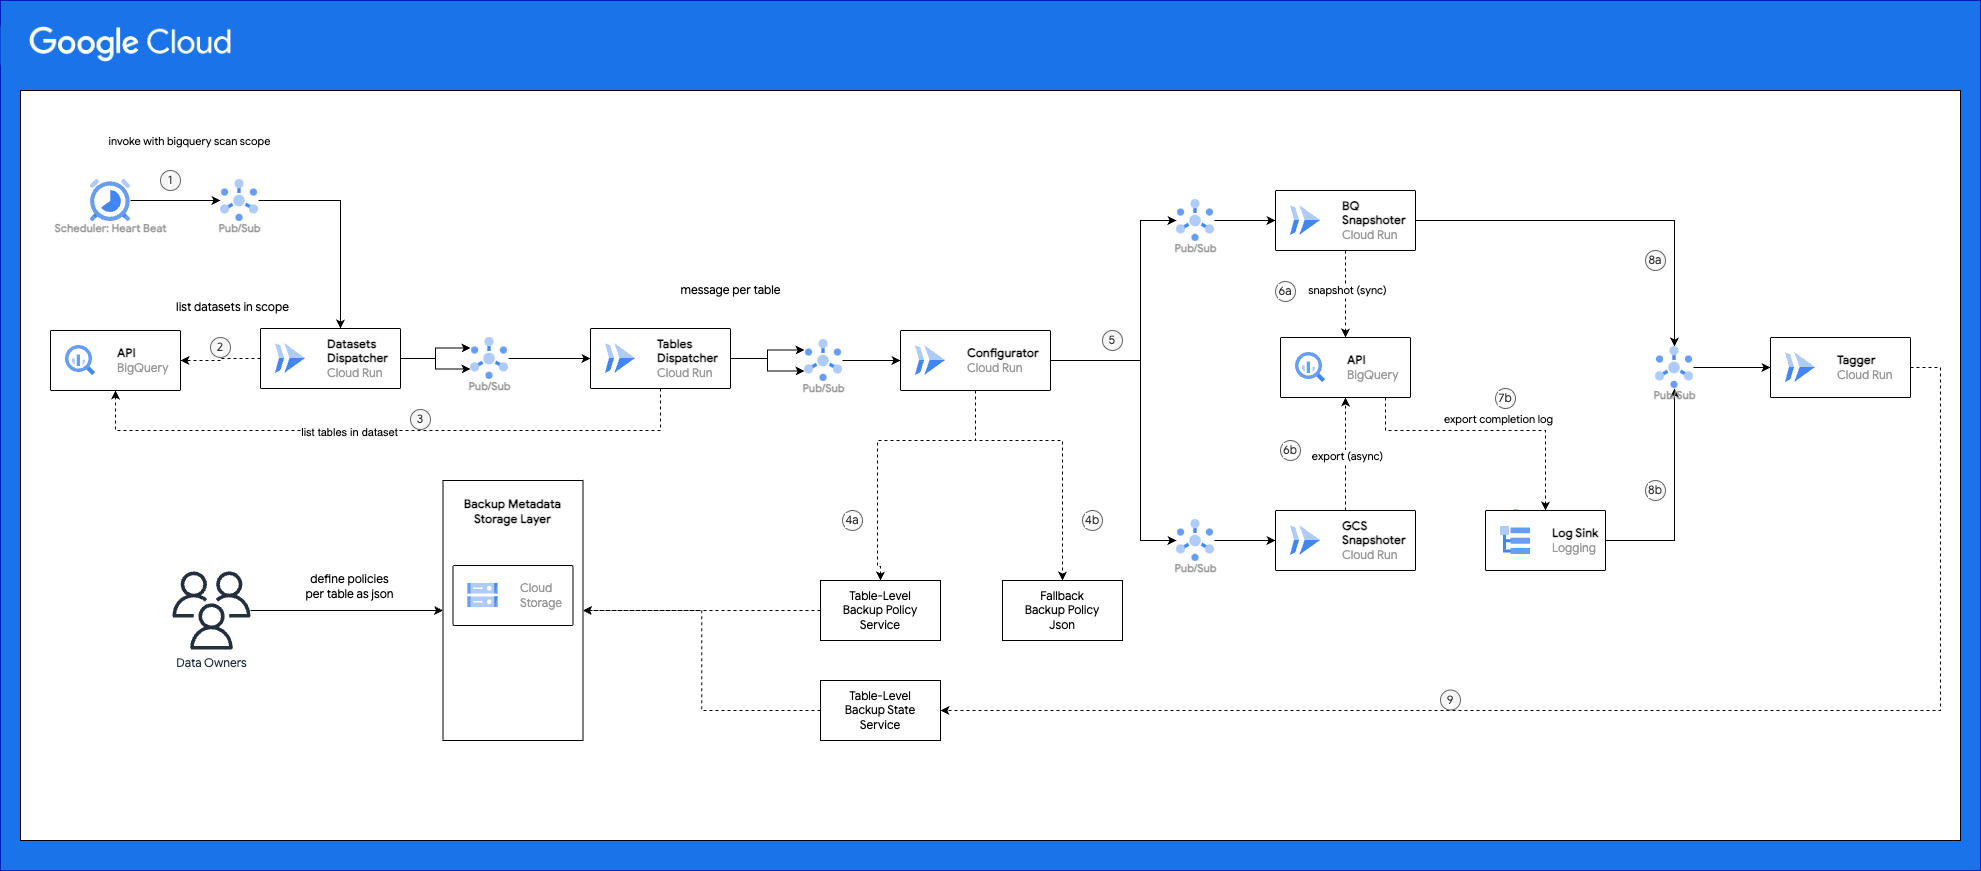 Google Cloud
invoke with bigquery scan scope
1
Scheduler: Heart Beat
Pub/Sub
list datasets in scope
API
BigQuery
2
Datasets
Dispatcher
Cloud Run
Pub/Sub
Tables
Dispatcher
Cloud Run
message per table
Pub/Sub
Configurator
Cloud Run
3
list tables in dataset
5
Pub/Sub
BQ
Snapshoter
Cloud Run
6a
snapshot (sync)
API
BigQuery
6b
export (async)
7b
export completion log
Pub/Sub
GCS
Snapshoter
Cloud Run
Log Sink
Logging
8a
8b
Pub/Sub
Tagger
Cloud Run
4a
4b
Backup Metadata
Storage Layer
Cloud
Storage
define policies
per table as json
Data Owners
Table-Level
Backup Policy
Service
Fallback
Backup Policy
Json
Table-Level
Backup State
Service
9